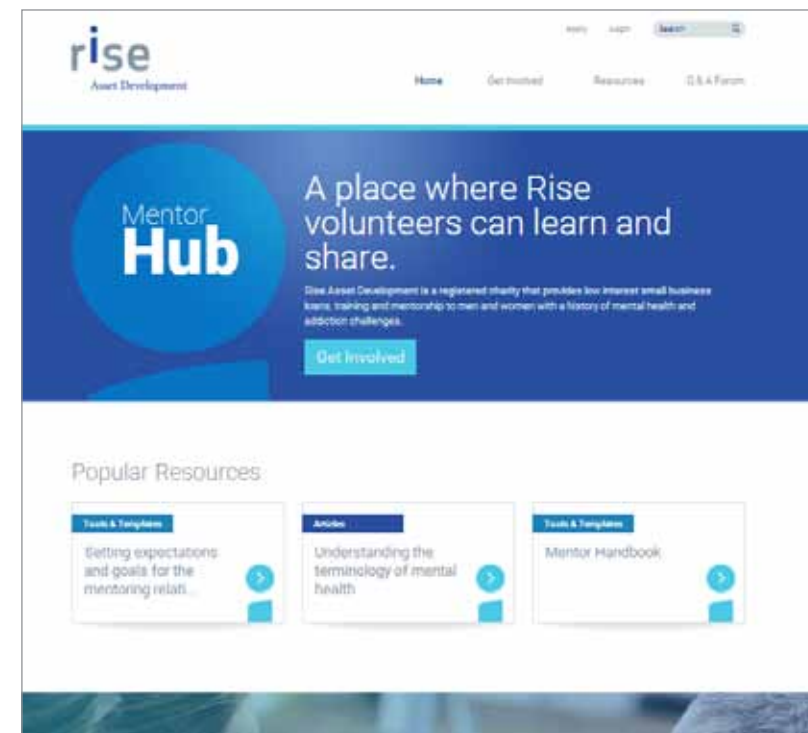 rise
Asset Development
Apply Login Search
Home Get Involved Resources Q & A Forum
Mentor
Hub
A place where Rise
volunteers can learn and
share.
Rise Asset Development is a registered charity that provides low interest small business
loans, training and mentorship to men and women with a history of mental health and
addiction challenges.
Get Involved
Popular Resources
Tools & Templates
Setting expectations
and goals for the
mentoring relati...
Articles
Understanding the
terminology of mental
health
Tools & Templates
Mentor Handbook